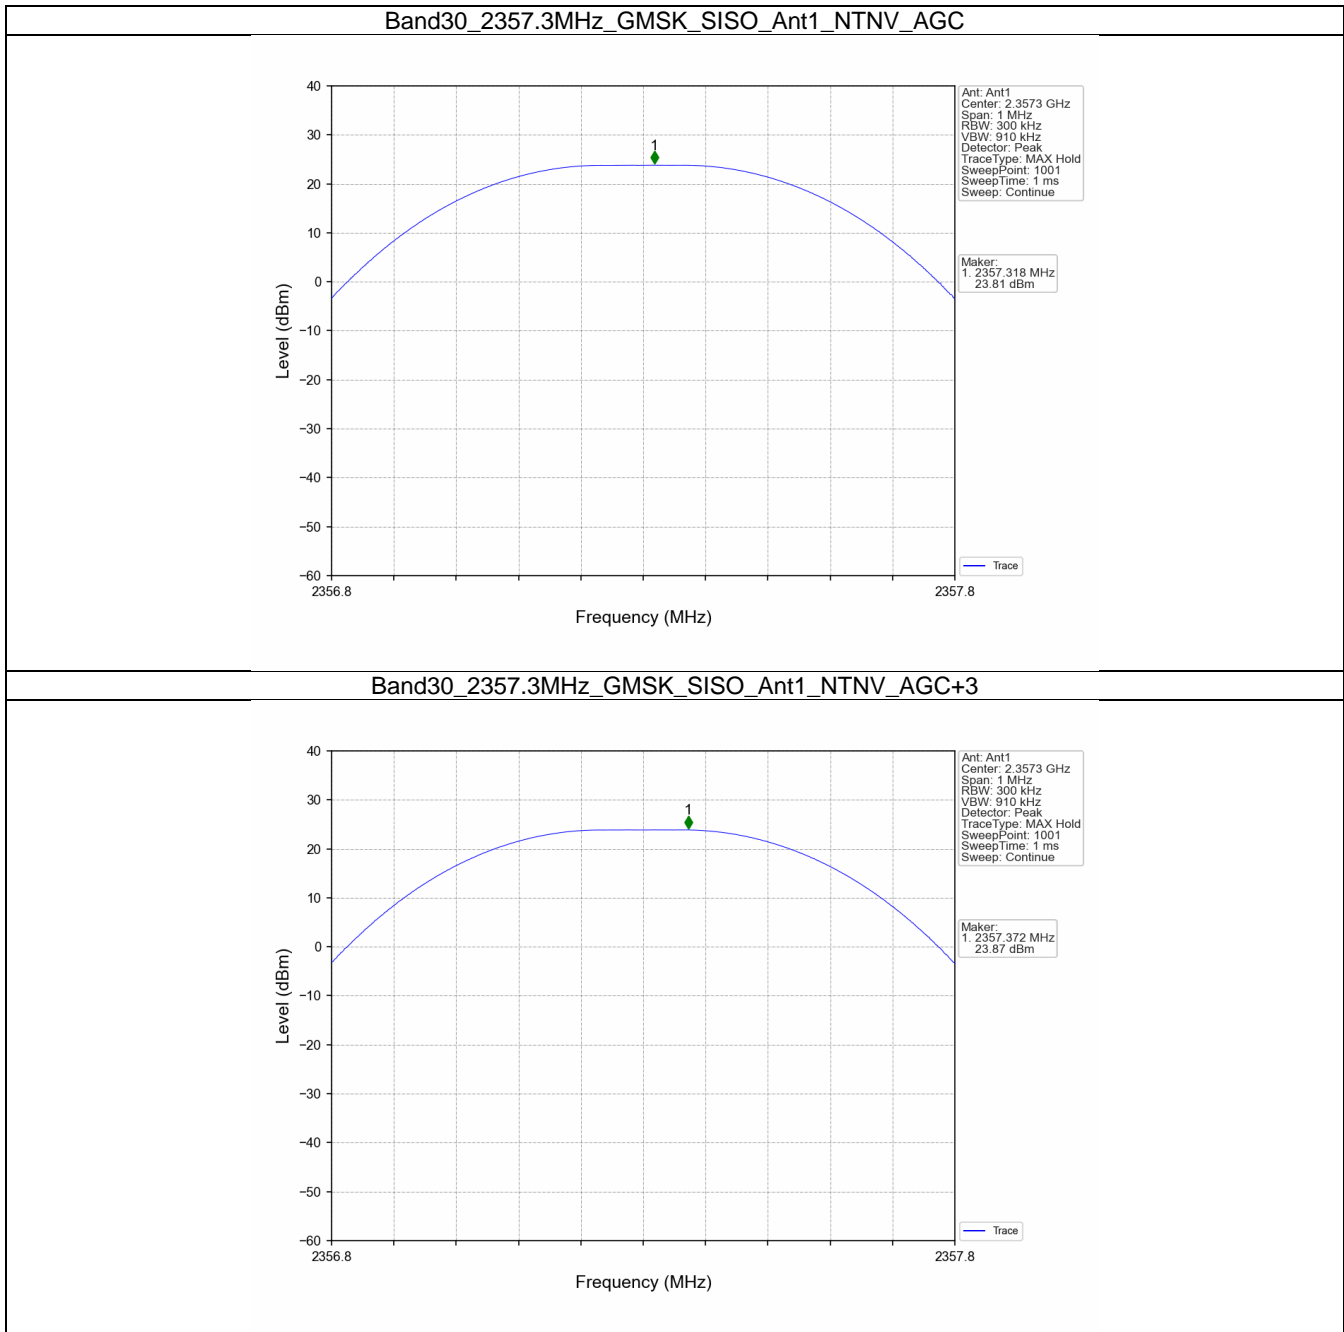 Band30_2357.3MHz_GMSK_SISO_Ant1_NTNV_AGC
40
30
20
10
0
−10
−20
−30
−40
−50
−60
Level (dBm)
1
2356.8
2357.8
Frequency (MHz)
Ant: Ant1
Center: 2.3573 GHz
Span: 1 MHz
RBW: 300 kHz
VBW: 910 kHz
Detector: Peak
TraceType: MAX Hold
SweepPoint: 1001
SweepTime: 1 ms
Sweep: Continue
Maker:
1. 2357.318 MHz
23.81 dBm
Trace
Band30_2357.3MHz_GMSK_SISO_Ant1_NTNV_AGC+3
40
30
20
10
0
−10
−20
−30
−40
−50
−60
Level (dBm)
1
2356.8
2357.8
Frequency (MHz)
Ant: Ant1
Center: 2.3573 GHz
Span: 1 MHz
RBW: 300 kHz
VBW: 910 kHz
Detector: Peak
TraceType: MAX Hold
SweepPoint: 1001
SweepTime: 1 ms
Sweep: Continue
Maker:
1. 2357.372 MHz
23.87 dBm
Trace